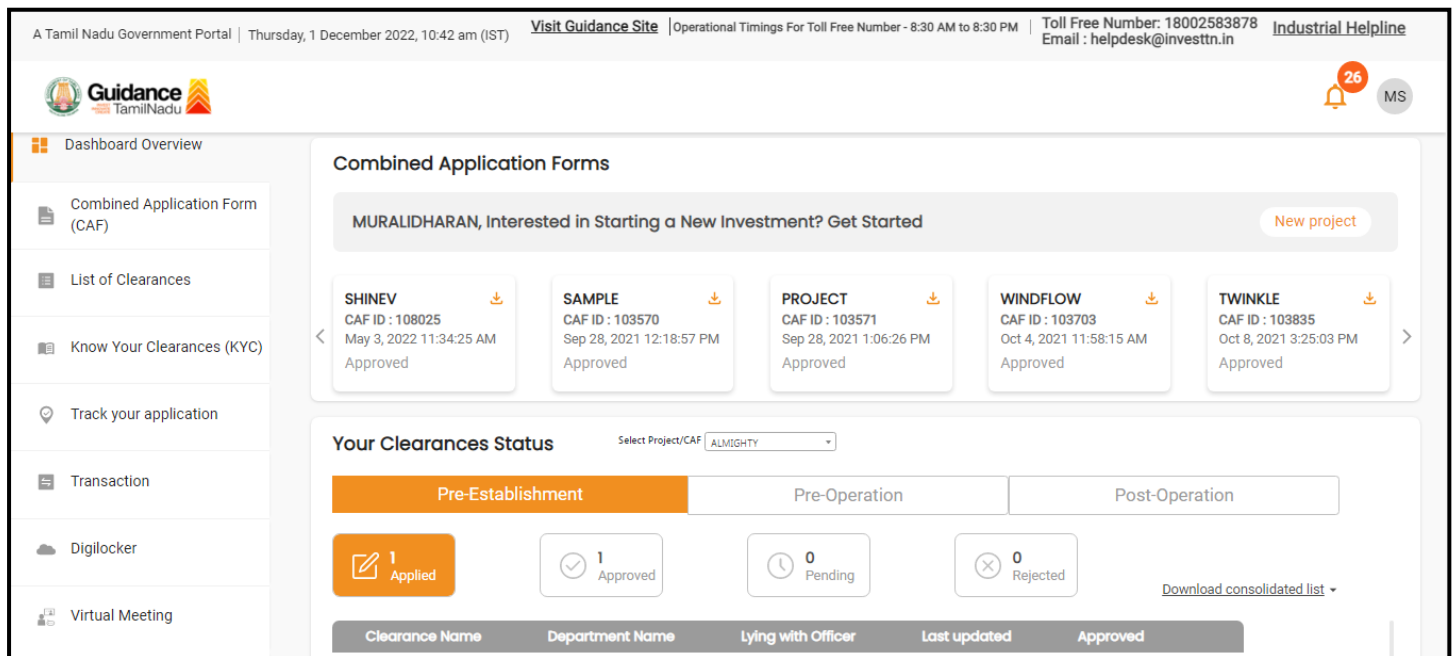 A Tamil Nadu Government Portal | Thursday, 1 December 2022, 10:42 am (IST) Visit Guidance Site | Operational Timings For Toll Free Number - 8:30 AM to 8:30 PM | Toll Free Number: 18002583878 Industrial Helpline
Email : helpdesk@investtn.in
Guidance
TamilNadu
26
MS
Dashboard Overview
Combined Application Form
(CAF)
List of Clearances
Know Your Clearances (KYC)
Track your application
Transaction
Digilocker
Virtual Meeting
Combined Application Forms
MURALIDHARAN, Interested in Starting a New Investment? Get Started New project
SHINEV
CAF ID : 108025
May 3, 2022 11:34:25 AM
Approved
SAMPLE
CAF ID : 103570
Sep 28, 2021 12:18:57 PM
Approved
PROJECT
CAF ID : 103571
Sep 28, 2021 1:06:26 PM
Approved
WINDFLOW
CAF ID : 103703
Oct 4, 2021 11:58:15 AM
Approved
TWINKLE
CAF ID : 103835
Oct 8, 2021 3:25:03 PM
Approved
Your Clearances Status Select Project/CAF ALMIGHTY
Pre-Establishment Pre-Operation Post-Operation
1
Applied
1
Approved
0
Pending
0
Rejected
Download consolidated list
Clearance Name Department Name Lying with Officer Last updated Approved